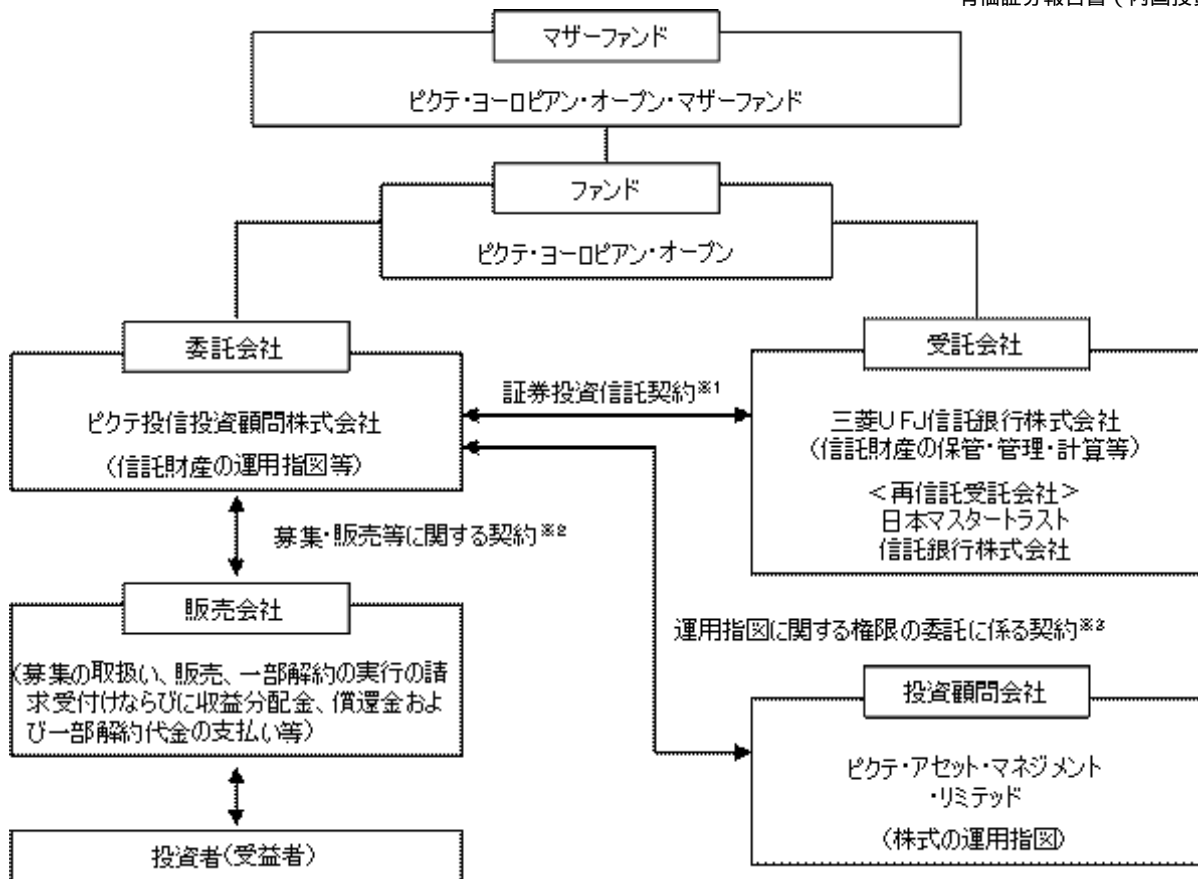 有価証券報告書(内国投資
マザーファンド
ピクテ・ヨーロピアン・オープン・マザーファンド
ファンド
ピクテ・ヨーロピアン・オープン
委託会社
ピクテ投信投資顧問株式会社
(信託財産の運用指図等)
証券投資信託契約※1
受託会社
三菱UFJ信託銀行株式会社
(信託財産の保管・管理・計算等)
<再信託受託会社>
日本マスタートラスト
信託銀行株式会社
募集・販売等に関する契約※2
販売会社
(募集の取扱い、販売、一部解約の実行の請
求受付けならびに収益分配金、償還金およ
び一部解約代金の支払い等)
運用指図に関する権限の委託に係る契約※3
投資顧問会社
ピクテ・アセット・マネジメント
・リミテッド
(株式の運用指図)
投資者(受益者)